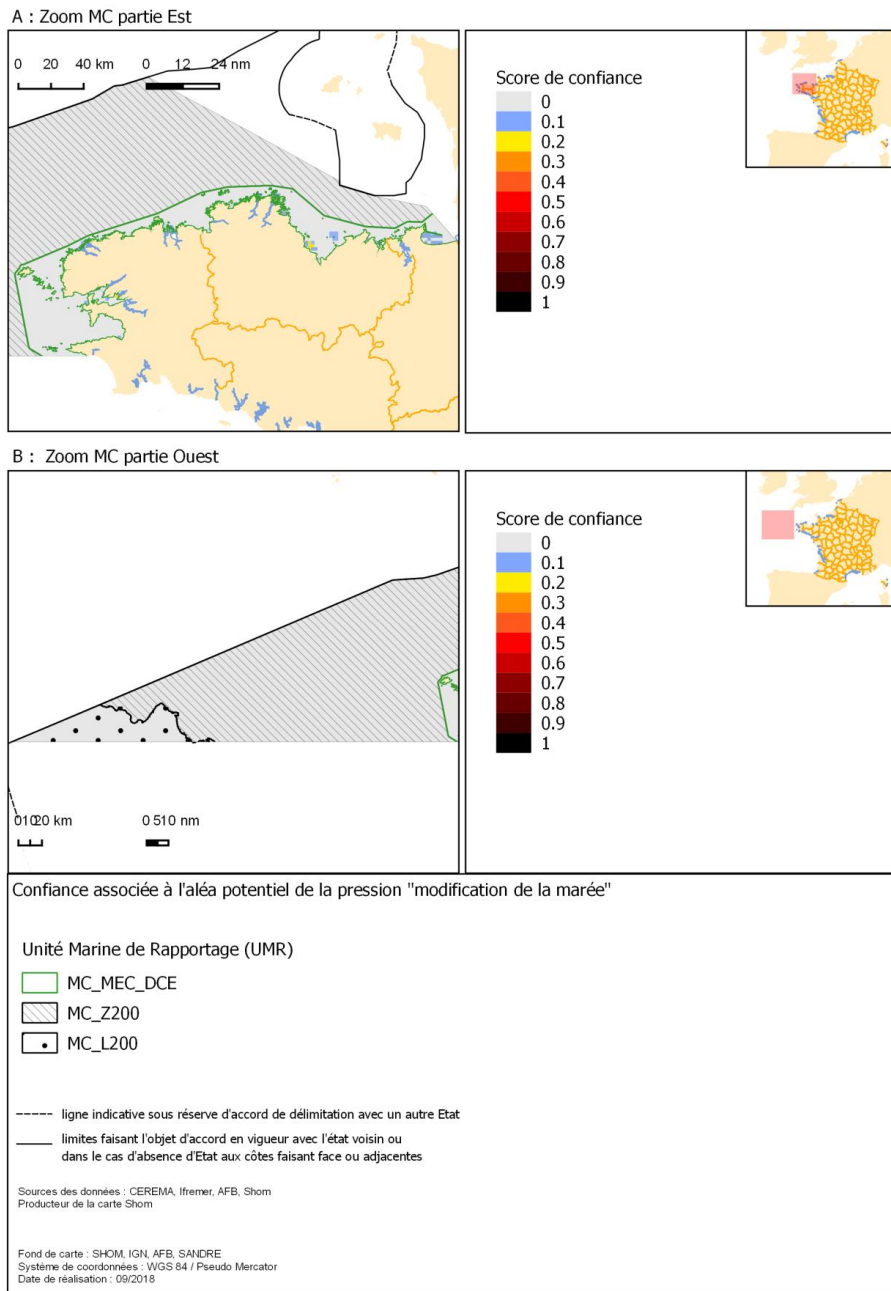 A : Zoom MC partie Est
0 20 40 km
0 12 24 nm
Score de confiance
0
0.1
0.2
0.3
0.4
0.5
0.6
0.7
0.8
0.9
1
B : Zoom MC partie Ouest
01020 km
0 510 nm
Score de confiance
0
0.1
0.2
0.3
0.4
0.5
0.6
0.7
0.8
0.9
1
Confiance associée à l'aléa potentiel de la pression "modification de la marée"
Unité Marine de Rapportage (UMR)
MC_MEC_DCE
MC_Z200
MC_L200
ligne indicative sous réserve d'accord de délimitation avec un autre Etat
limites faisant l'objet d'accord en vigueur avec l'état voisin ou
dans le cas d'absence d'Etat aux côtes faisant face ou adjacentes
Sources des données : CEREMA, Ifremer, AFB, Shom
Producteur de la carte Shom
Fond de carte : SHOM, IGN, AFB, SANDRE
Système de coordonnées : WGS 84 / Pseudo Mercator
Date de réalisation : 09/2018